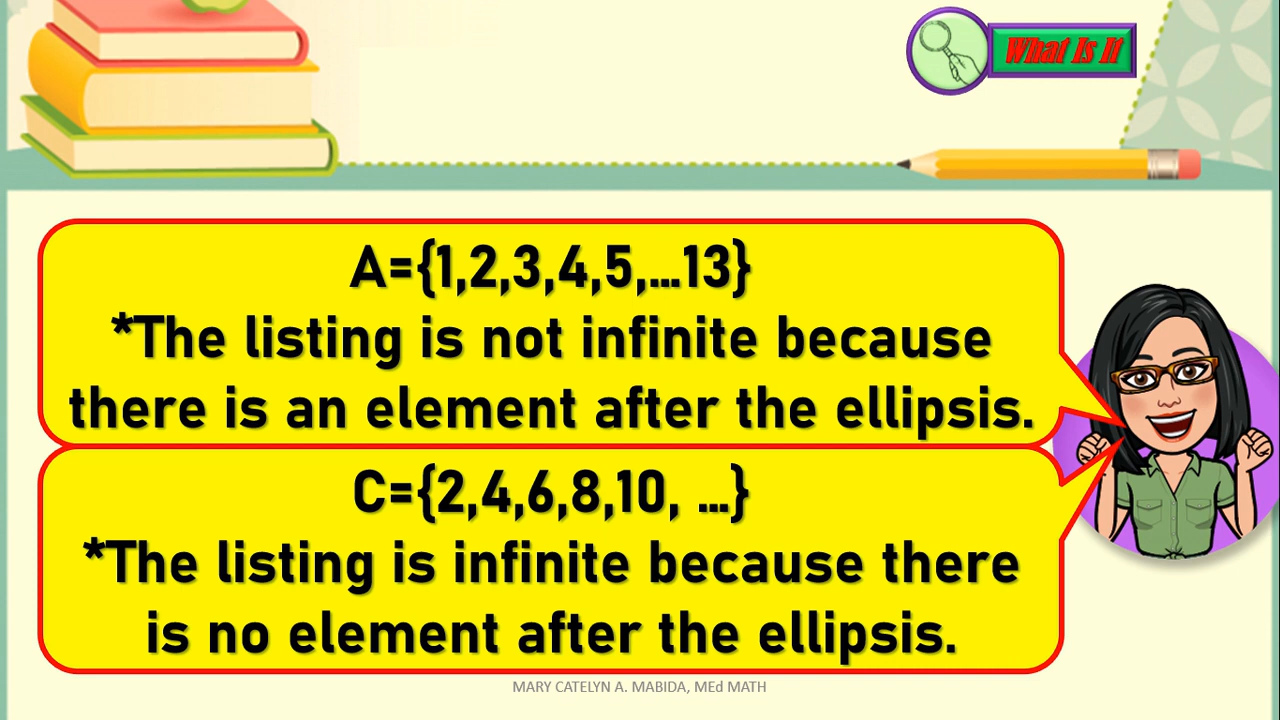 What Is It
A={1,2,3,4,5,...13}
*The listing is not infinite because
there is an element after the ellipsis.
C={2,4,6,8,10, ...}
*The listing is infinite because there
is no element after the ellipsis.
MARY CATELYN A. MABIDA, MEd MATH